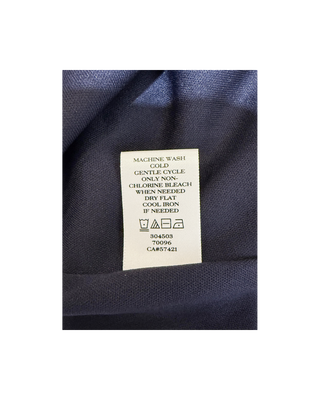 MACHINE WASH
COLD
GENTLE CYCLE
ONLY NON-
CHLORINE BLEACH
WHEN NEEDED
DRY FLAT
COOL IRON
IF NEEDED
304503
70096
CA#57421